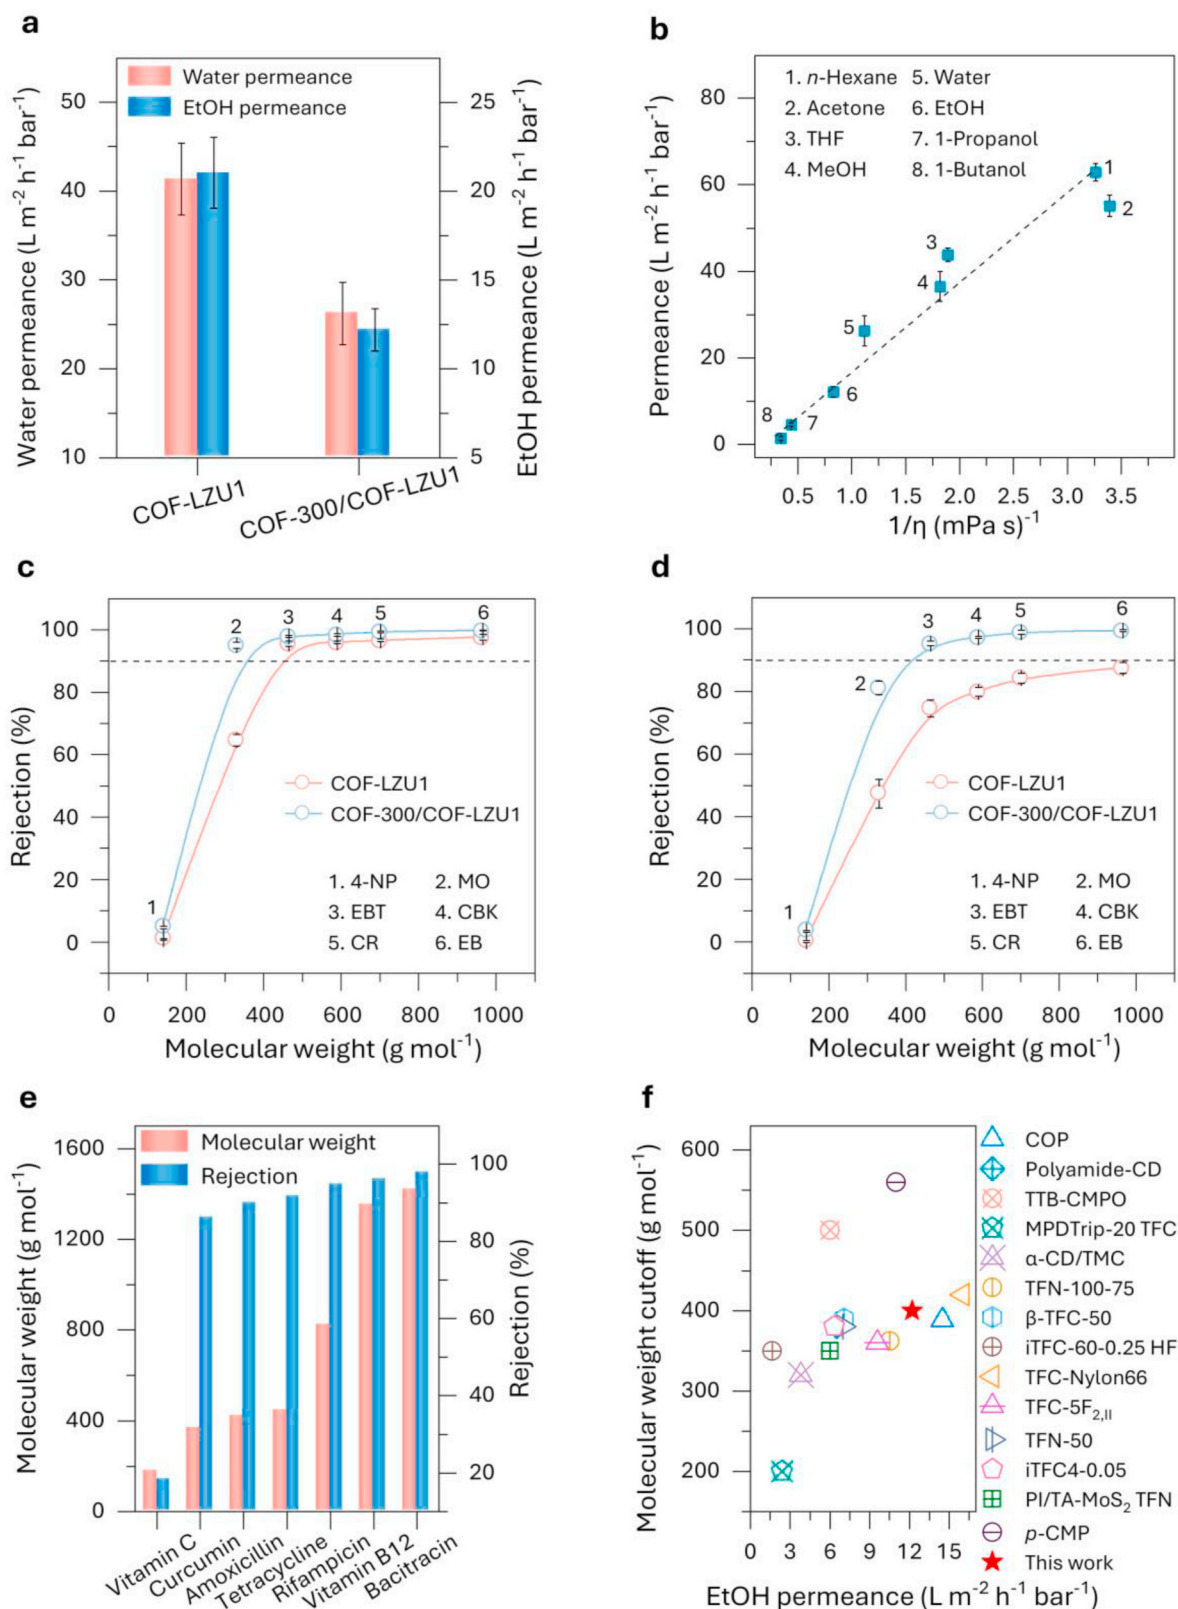 a
Water permeance
EtOH permeance
50
40
30
20
10
25
20
15
10
5
Water permeance (L m⁻² h⁻¹ bar⁻¹)
EtOH permeance (L m⁻² h⁻¹ bar⁻¹)
COF-LZU1
COF-300/COF-LZU1
b
1. n-Hexane 5. Water
2. Acetone 6. EtOH
3. THF 7. 1-Propanol
4. MeOH 8. 1-Butanol
80
60
40
20
0
Permeance (L m⁻² h⁻¹ bar⁻¹)
1
2
3
4
5
6
7
8
0.5 1.0 1.5 2.0 2.5 3.0 3.5
1/η (mPa s)⁻¹
c
100
80
60
40
20
0
Rejection (%)
1
2
3
4
5
6
COF-LZU1
COF-300/COF-LZU1
1. 4-NP 2. MO
3. EBT 4. CBK
5. CR 6. EB
0 200 400 600 800 1000
Molecular weight (g mol⁻¹)
d
100
80
60
40
20
0
Rejection (%)
1
2
3
4
5
6
COF-LZU1
COF-300/COF-LZU1
1. 4-NP 2. MO
3. EBT 4. CBK
5. CR 6. EB
0 200 400 600 800 1000
Molecular weight (g mol⁻¹)
e
Molecular weight
Rejection
1600
1200
800
400
0
100
80
60
40
20
Molecular weight (g mol⁻¹)
Rejection (%)
Vitamin C
Curcumin
Amoxicillin
Tetracycline
Rifampicin
Vitamin B12
Bacitracin
f
600
500
400
300
200
Molecular weight cutoff (g mol⁻¹)
0 3 6 9 12 15
EtOH permeance (L m⁻² h⁻¹ bar⁻¹)
COP
Polyamide-CD
TTB-CMPO
MPDTrip-20 TFC
α-CD/TMC
TFN-100-75
β-TFC-50
iTFC-60-0.25 HF
TFC-Nylon66
TFC-5F₂,II
TFN-50
iTFC4-0.05
PI/TA-MoS₂ TFN
p-CMP
This work